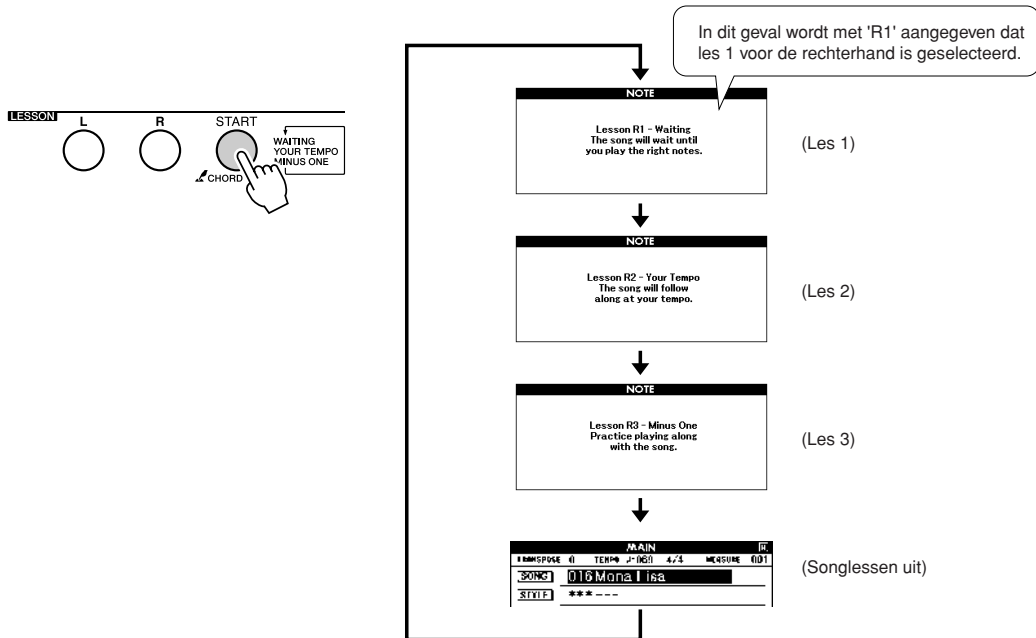 In dit geval wordt met 'R1' aangegeven dat
les 1 voor de rechterhand is geselecteerd.
LESSON
L R START
WAITING
YOUR TEMPO
MINUS ONE
CHORD
NOTE
Lesson R1 - Waiting
The song will wait until
you play the right notes.
(Les 1)
NOTE
Lesson R2 - Your Tempo
The song will follow
along at your tempo.
(Les 2)
NOTE
Lesson R3 - Minus One
Practice playing along
with the song.
(Les 3)
MAIN
TRANSPOSE 0 TEMPO 4/4 MEASURE 001
SONG 016 Mona Lisa
STYLE ***---
(Songlessen uit)